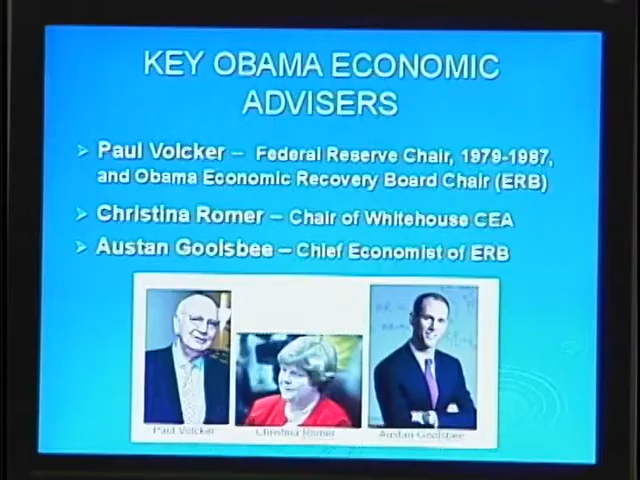 KEY OBAMA ECONOMIC
ADVISERS
➢ Paul Volcker – Federal Reserve Chair, 1979-1987,
and Obama Economic Recovery Board Chair (ERB)
➢ Christina Romer – Chair of Whitehouse CEA
➢ Austan Goolsbee – Chief Economist of ERB
Paul Volcker
Christina Romer
Austan Goolsbee